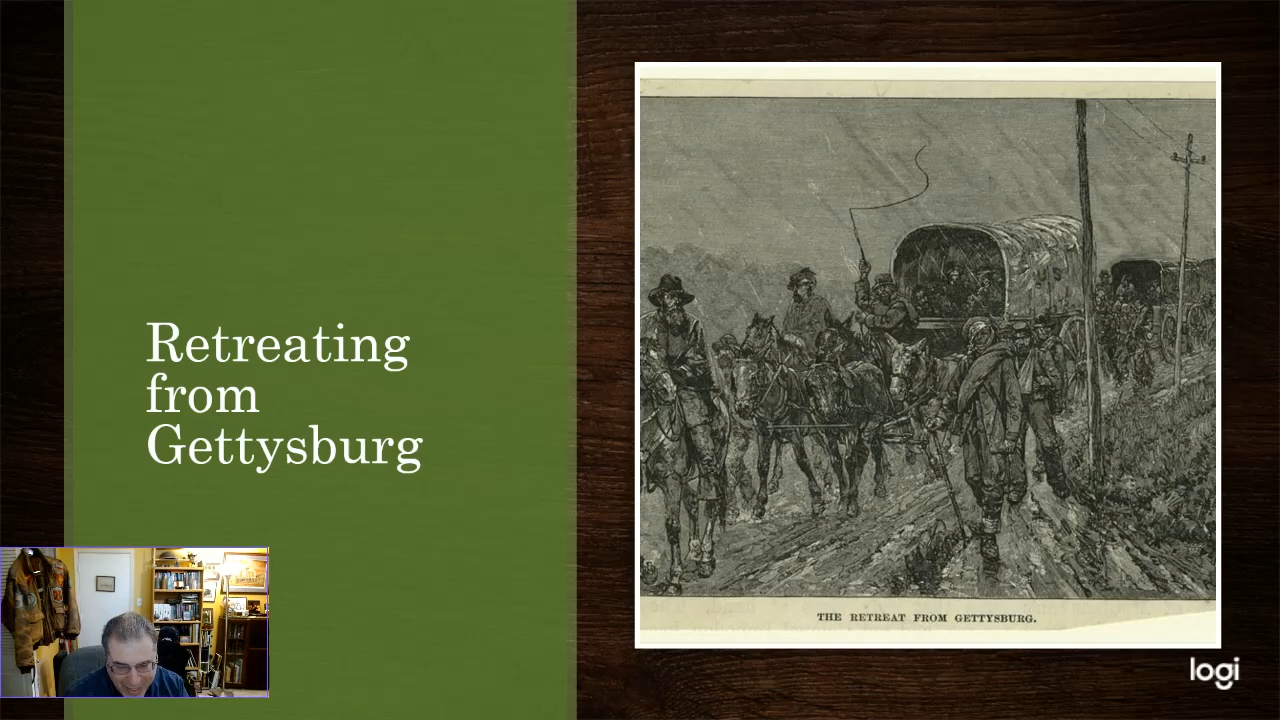 Retreating
from
Gettysburg
THE RETREAT FROM GETTYSBURG.
logi